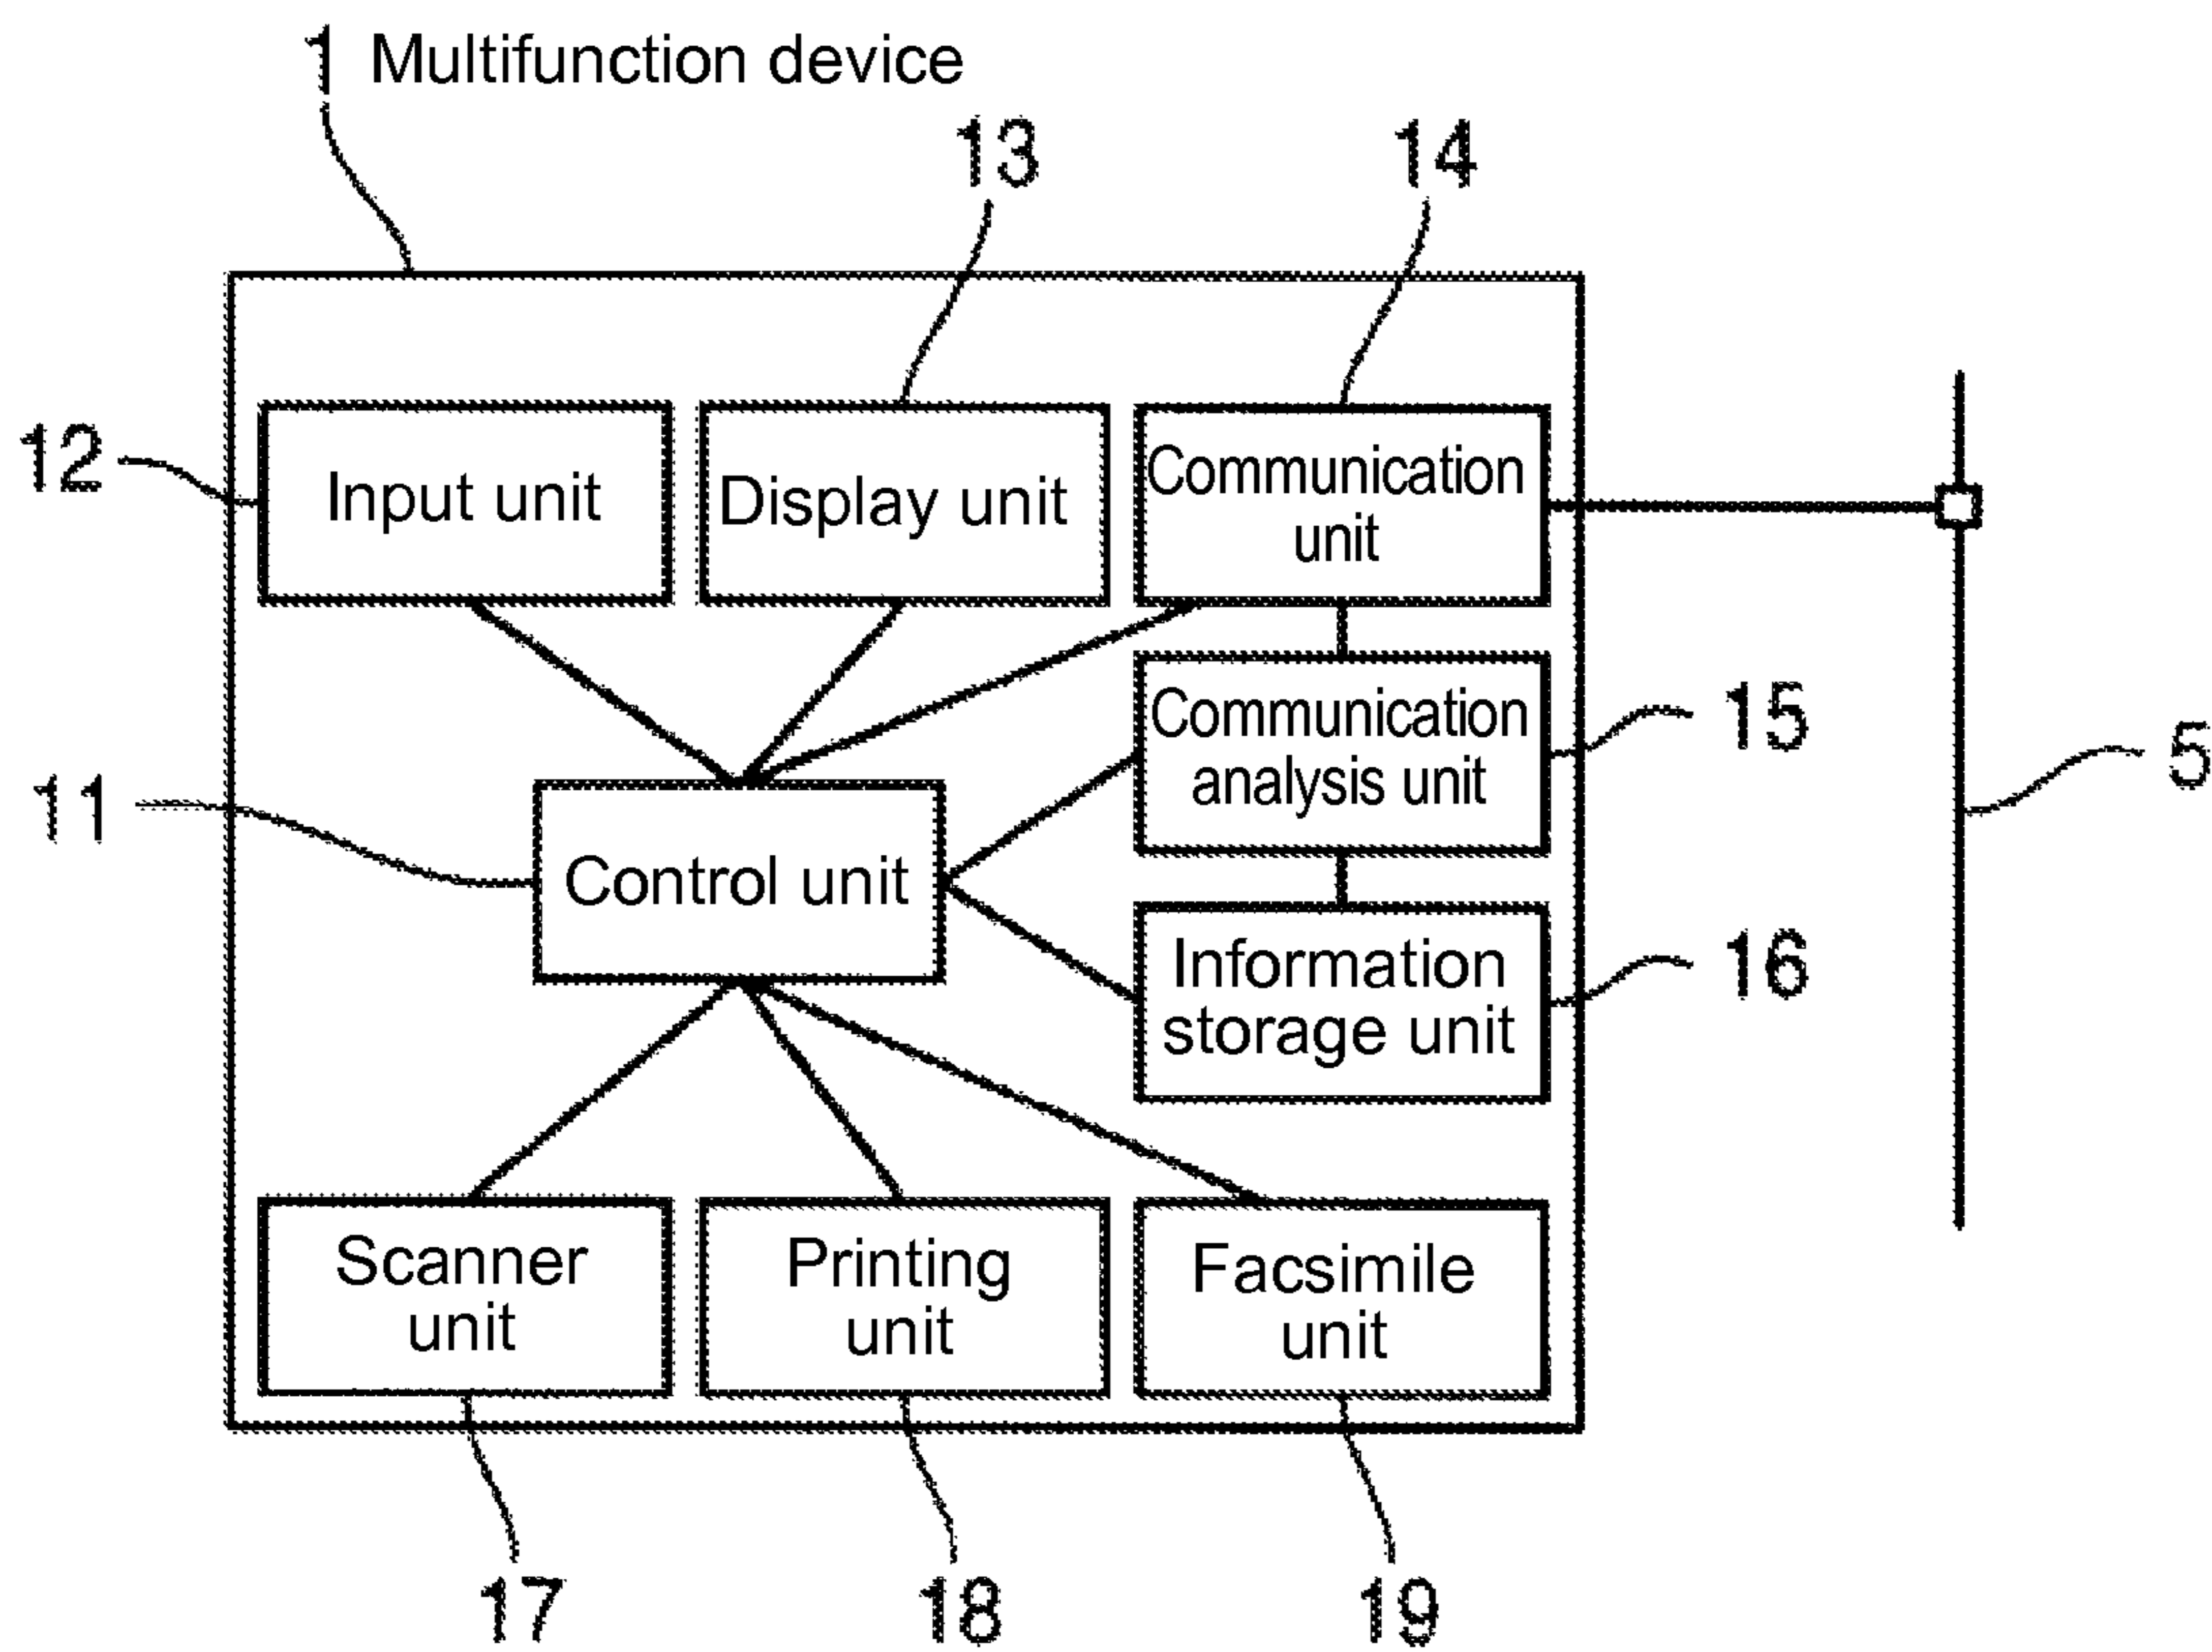 1 Multifunction device
13
14
12
Input unit
Display unit
Communication
unit
Communication
analysis unit
15
5
11
Control unit
Information
storage unit
16
Scanner
unit
Printing
unit
Facsimile
unit
17
18
19